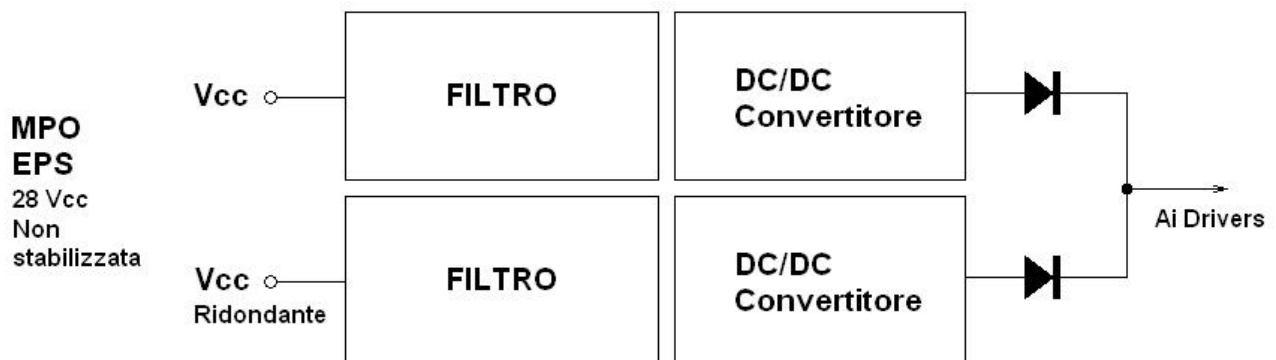 MPO
EPS
28 Vcc
Non
stabilizzata
Vcc
FILTRO
DC/DC
Convertitore
Vcc
Ridondante
FILTRO
DC/DC
Convertitore
Ai Drivers